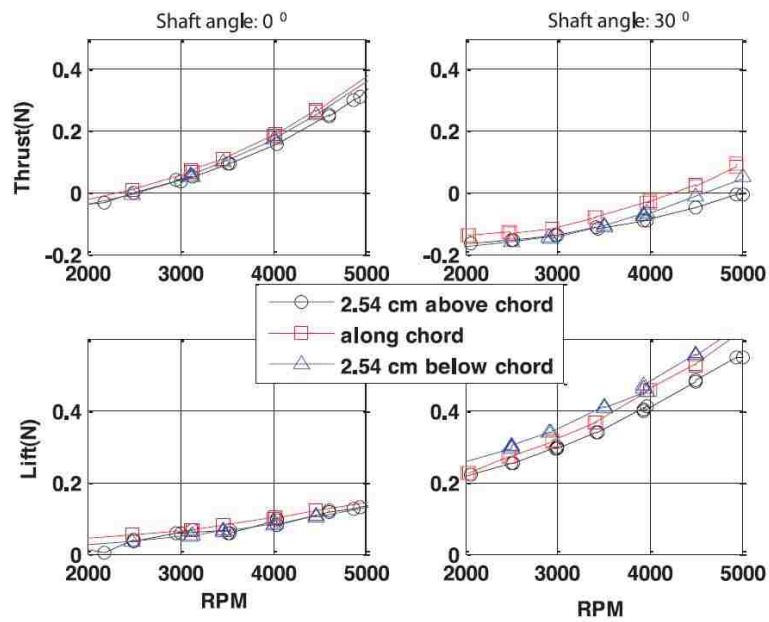 Shaft angle: 0 º
Shaft angle: 30 º
Thrust(N)
0.4
0.2
0
-0.2
2000 3000 4000 5000
0.4
0.2
0
-0.2
2000 3000 4000 5000
2.54 cm above chord
along chord
2.54 cm below chord
Lift(N)
0.4
0.2
0
2000 3000 4000 5000
RPM
0.4
0.2
0
2000 3000 4000 5000
RPM